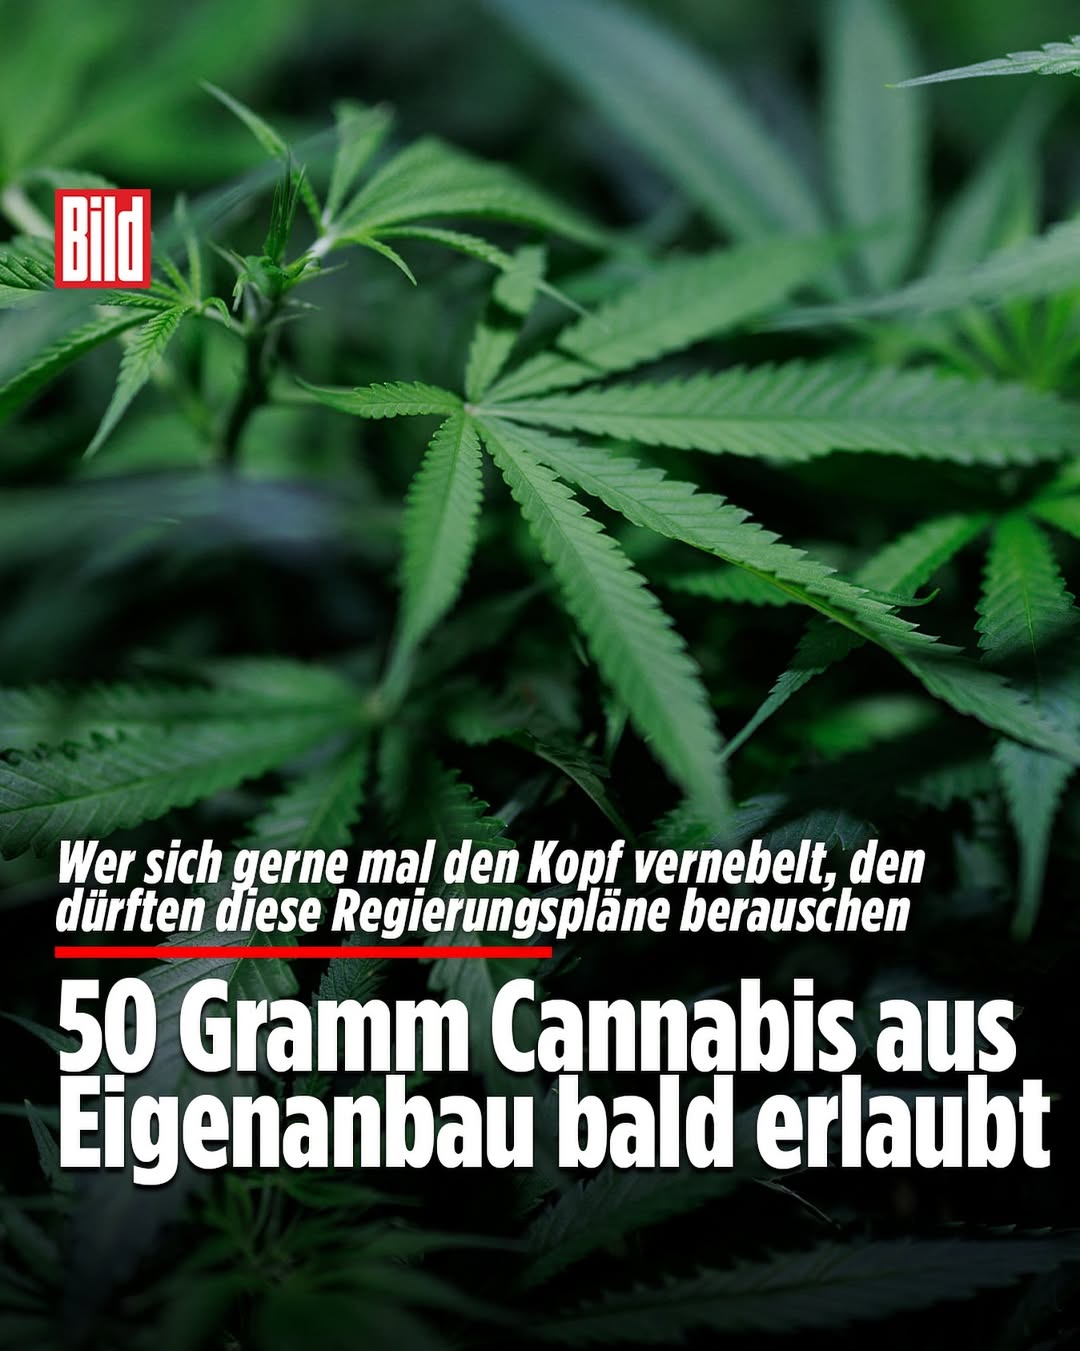 Bild
Wer sich gerne mal den Kopf vernebelt, den
dürften diese Regierungspläne berauschen
50 Gramm Cannabis aus
Eigenanbau bald erlaubt